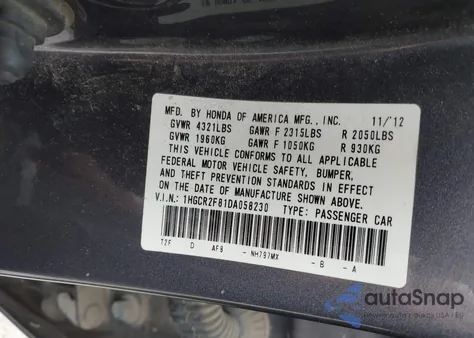 MFD. BY HONDA OF AMERICA MFG., INC. 11/'12
GVWR 4321LBS GAWR F 2315LBS R 2050LBS
GVWR 1960KG GAWR F 1050KG R 930KG
THIS VEHICLE CONFORMS TO ALL APPLICABLE
FEDERAL MOTOR VEHICLE SAFETY, BUMPER,
AND THEFT PREVENTION STANDARDS IN EFFECT
ON THE DATE OF MANUFACTURE SHOWN ABOVE.
V.I.N.: 1HGCR2F81DA058230 TYPE: PASSENGER CAR
T2F D AF8 - NH797MX - B - A
autoSnap